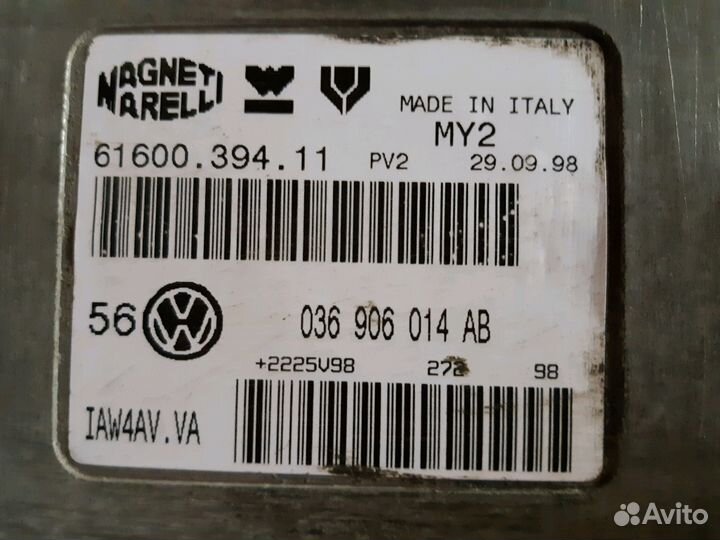 MAGNETI
MARELLI
MADE IN ITALY
MY2
61600.394.11 PV2 29.09.98
56 036 906 014 AB
+2225V98 272 98
IAW4AV.VA
Avito